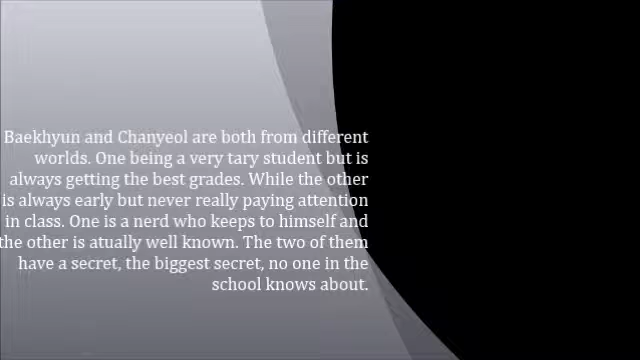 Baekhyun and Chanyeol are both from different
worlds. One being a very tary student but is
always getting the best grades. While the other
is always early but never really paying attention
in class. One is a nerd who keeps to himself and
the other is atually well known. The two of them
have a secret, the biggest secret, no one in the
school knows about.